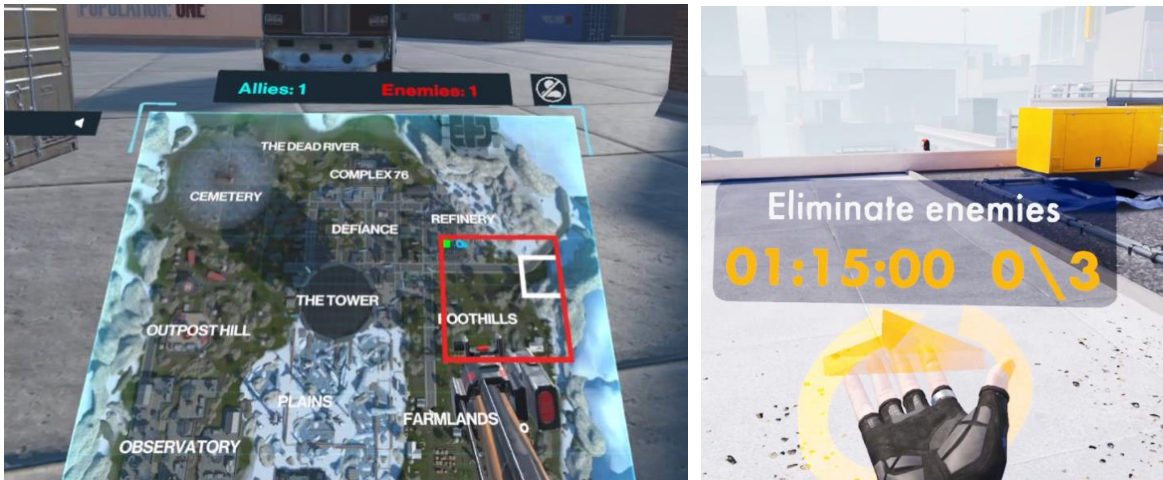 POPULATION: ONE
Allies: 1
Enemies: 1
THE DEAD RIVER
COMPLEX 76
CEMETERY
REFINERY
DEFIANCE
THE TOWER
FOOTHILLS
OUTPOST HILL
PLAINS
FARMLANDS
OBSERVATORY
Eliminate enemies
01:15:00 0\3